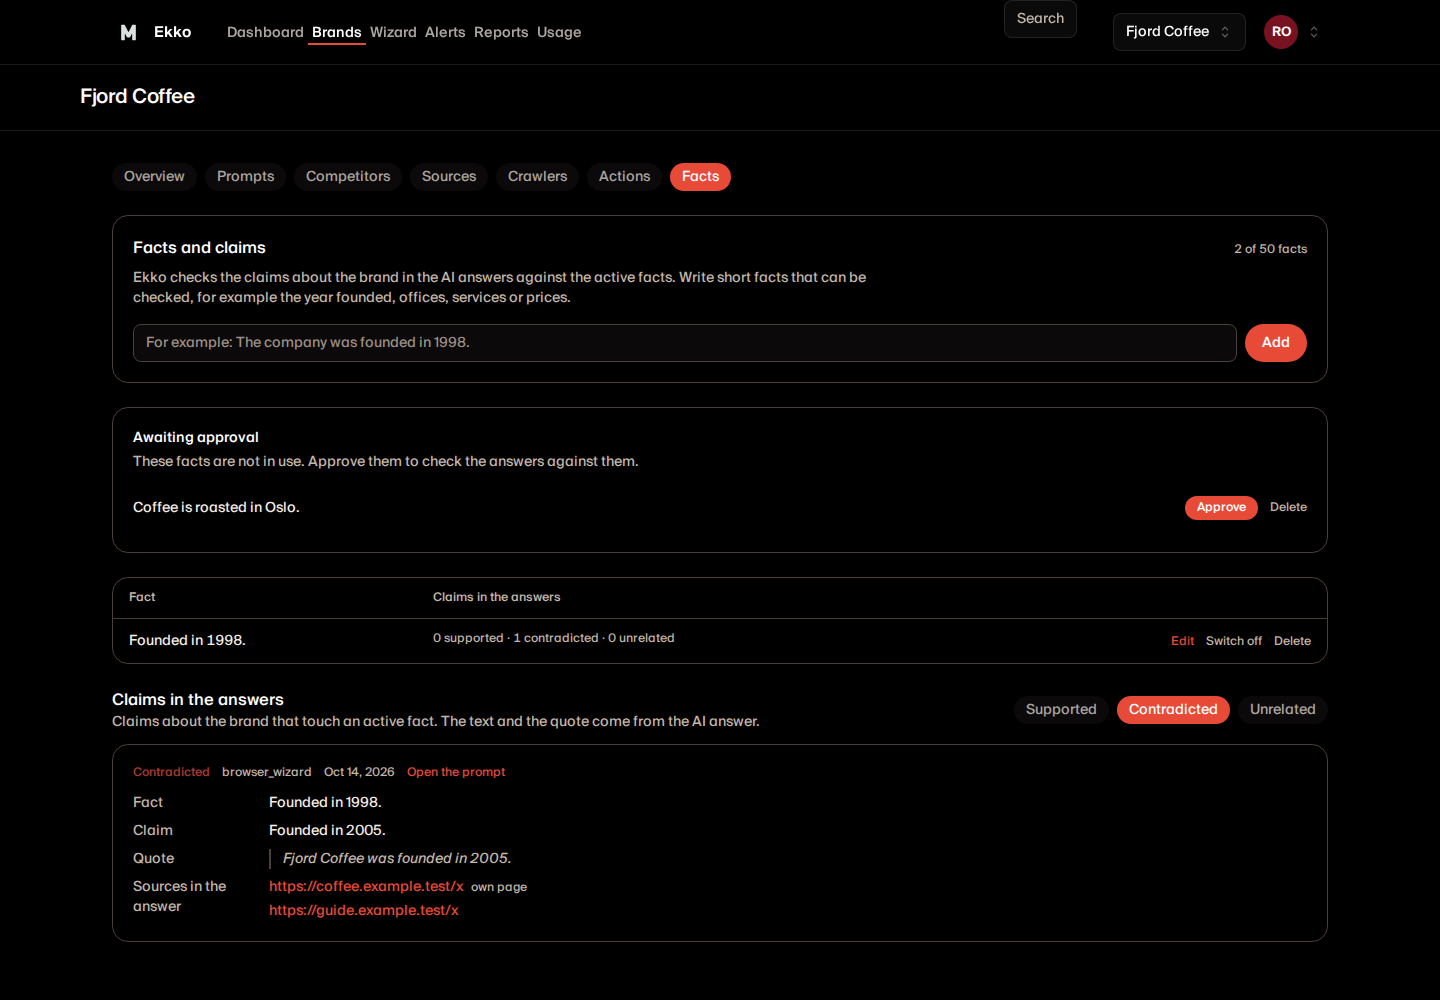 M Ekko Dashboard Brands Wizard Alerts Reports Usage Search Fjord Coffee RO
Fjord Coffee
Overview Prompts Competitors Sources Crawlers Actions Facts
Facts and claims 2 of 50 facts
Ekko checks the claims about the brand in the AI answers against the active facts. Write short facts that can be
checked, for example the year founded, offices, services or prices.
For example: The company was founded in 1998. Add
Awaiting approval
These facts are not in use. Approve them to check the answers against them.
Coffee is roasted in Oslo. Approve Delete
Fact Claims in the answers
Founded in 1998. 0 supported · 1 contradicted · 0 unrelated Edit Switch off Delete
Claims in the answers
Claims about the brand that touch an active fact. The text and the quote come from the AI answer. Supported Contradicted Unrelated
Contradicted browser_wizard Oct 14, 2026 Open the prompt
Fact Founded in 1998.
Claim Founded in 2005.
Quote Fjord Coffee was founded in 2005.
Sources in the answer https://coffee.example.test/x own page
https://guide.example.test/x